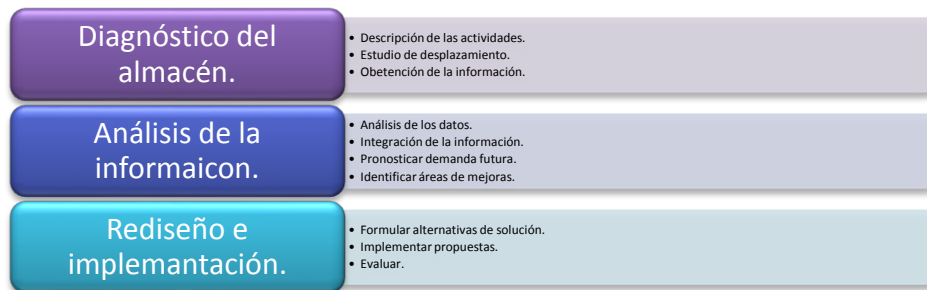 Diagnóstico del
almacén.
• Descripción de las actividades.
• Estudio de desplazamiento.
• Obetención de la información.
Análisis de la
informaicon.
• Análisis de los datos.
• Integración de la información.
• Pronosticar demanda futura.
• Identificar áreas de mejoras.
Rediseño e
implemantación.
• Formular alternativas de solución.
• Implementar propuestas.
• Evaluar.